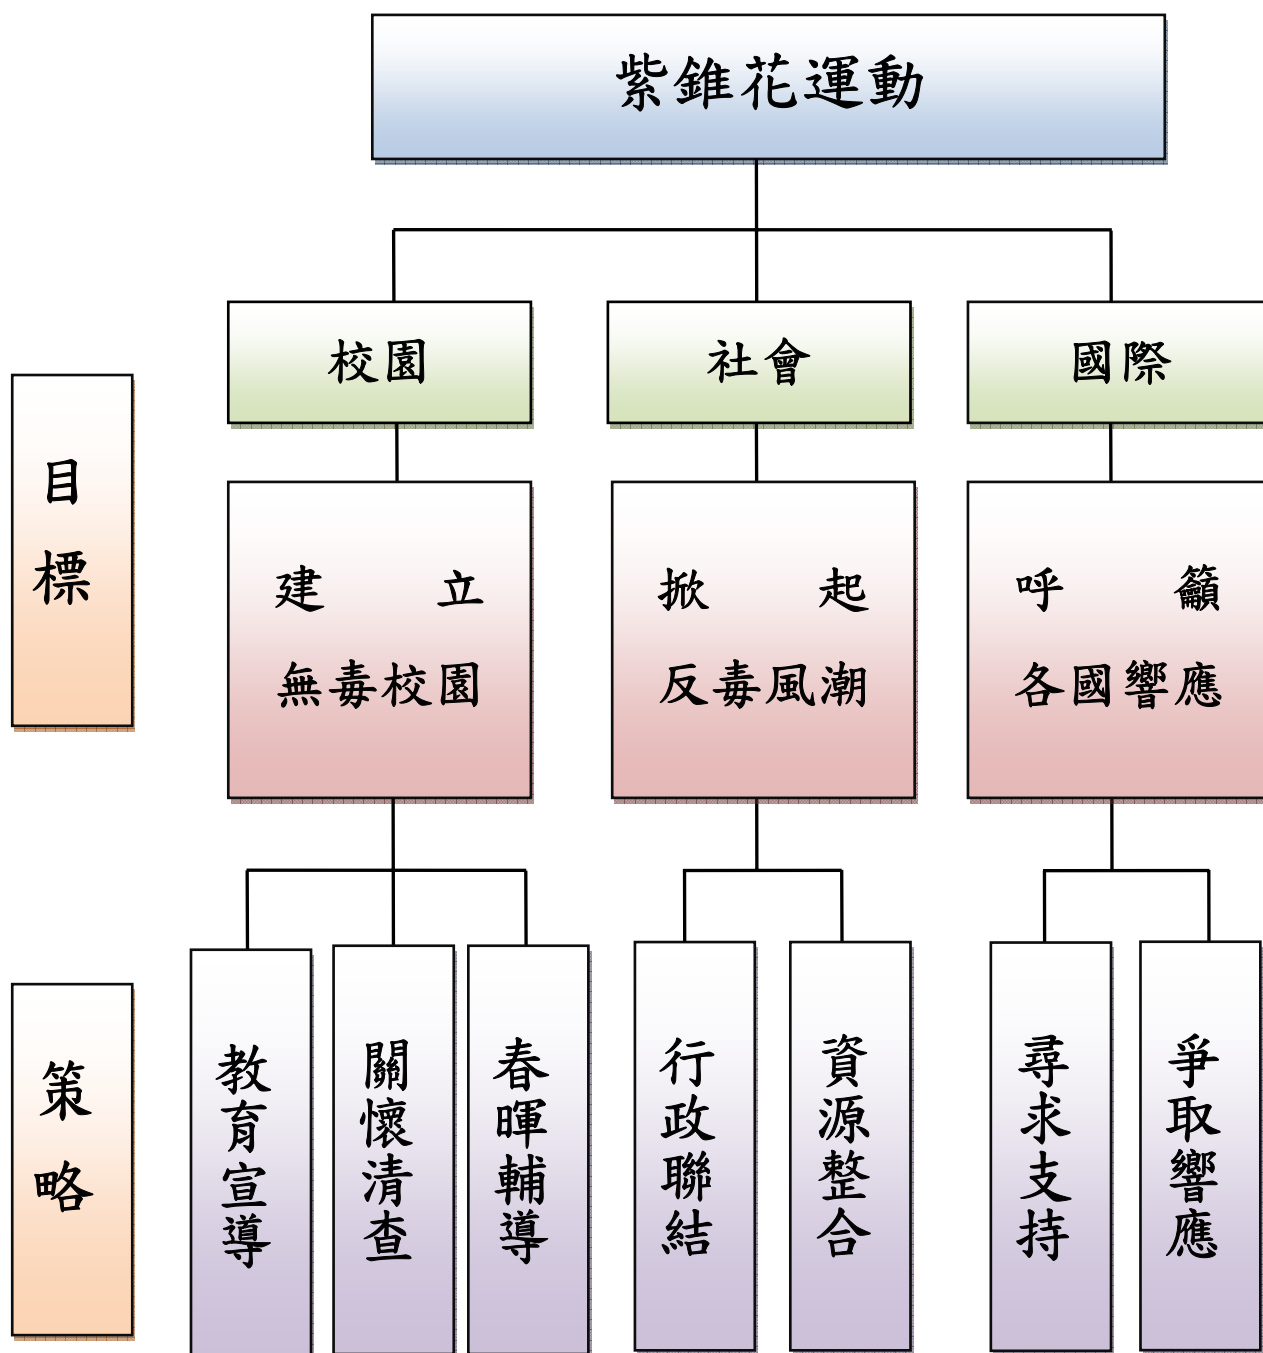 紫錐花運動
校園
社會
國際
目標
建立
無毒校園
掀起
反毒風潮
呼籲
各國響應
策略
教育宣導
關懷清查
春暉輔導
行政聯結
資源整合
尋求支持
爭取響應